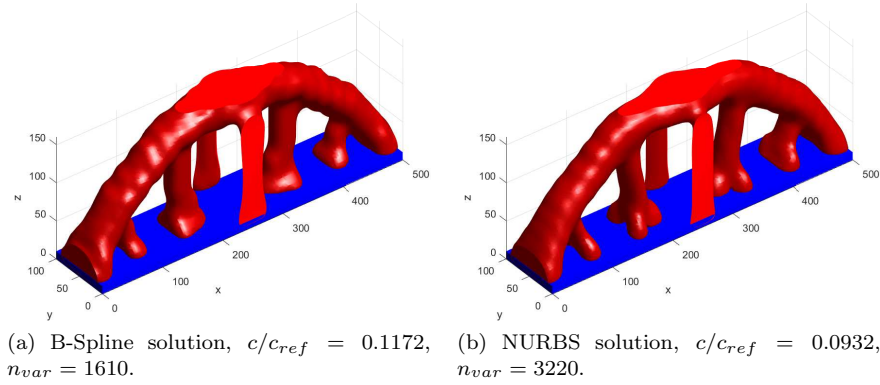 150
100
z
50
0
100
50
y
0
0
100
200
x
300
400
500
150
100
z
50
0
100
50
y
0
0
100
200
x
300
400
500
(a) B-Spline solution, c/c_ref = 0.1172,
n_var = 1610.
(b) NURBS solution, c/c_ref = 0.0932,
n_var = 3220.